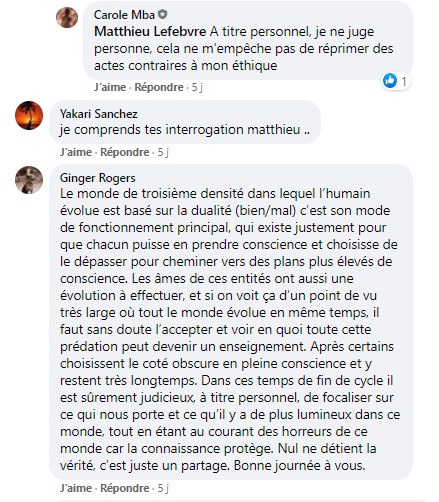 Carole Mba
Matthieu Lefebvre A titre personnel, je ne juge
personne, cela ne m'empêche pas de réprimer des
actes contraires à mon éthique
1
J’aime · Répondre · 5 j
Yakari Sanchez
je comprends tes interrogation matthieu ..
J’aime · Répondre · 5 j
Ginger Rogers
Le monde de troisième densité dans lequel l’humain
évolue est basé sur la dualité (bien/mal) c’est son mode
de fonctionnement principal, qui existe justement pour
que chacun puisse en prendre conscience et choisisse de
le dépasser pour cheminer vers des plans plus élevés de
conscience. Les âmes de ces entités ont aussi une
évolution à effectuer, et si on voit ça d’un point de vu
très large où tout le monde évolue en même temps, il
faut sans doute l’accepter et voir en quoi toute cette
prédation peut devenir un enseignement. Après certains
choisissent le coté obscure en pleine conscience et y
restent très longtemps. Dans ces temps de fin de cycle il
est sûrement judicieux, à titre personnel, de focaliser sur
ce qui nous porte et ce qu’il y a de plus lumineux dans ce
monde, tout en étant au courant des horreurs de ce
monde car la connaissance protège. Nul ne détient la
vérité, c’est juste un partage. Bonne journée à vous.
J’aime · Répondre · 5 j